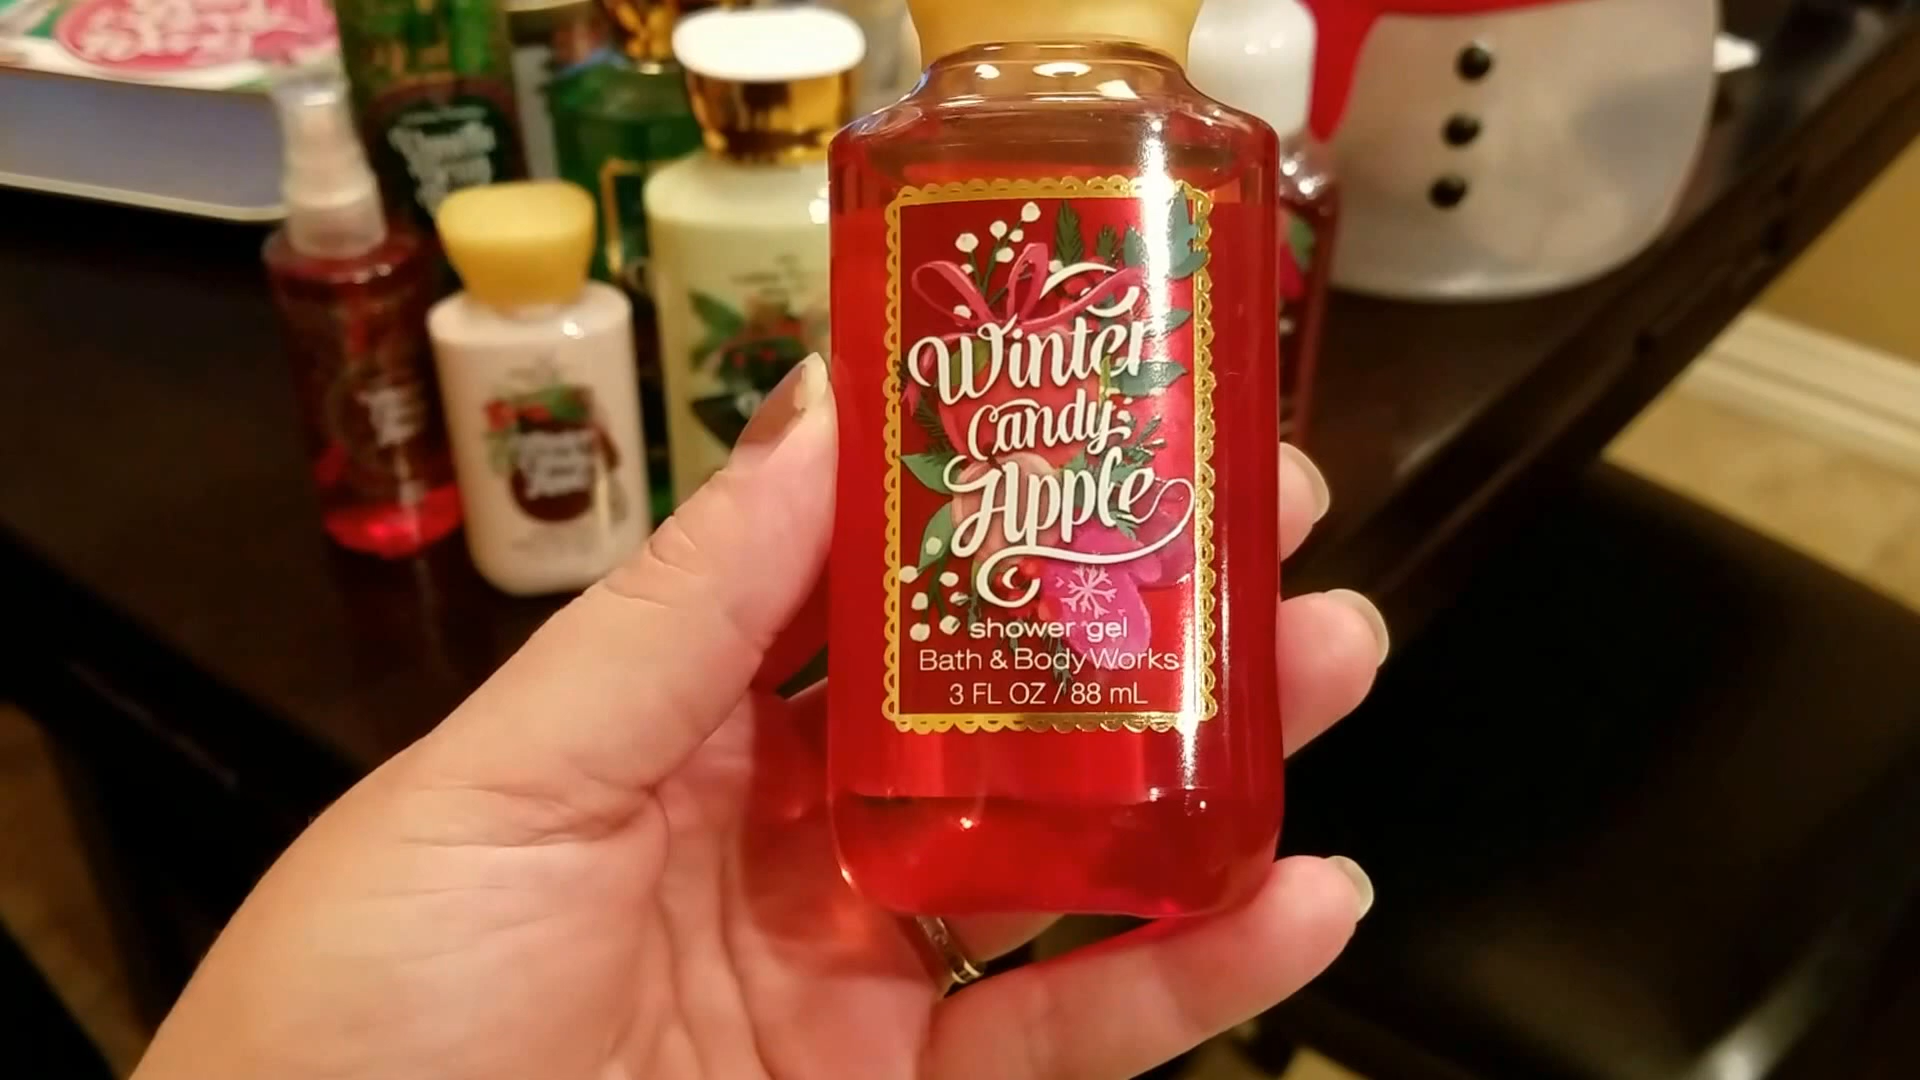 Winter
Candy
Apple
shower gel
Bath & Body Works
3 FL OZ / 88 mL